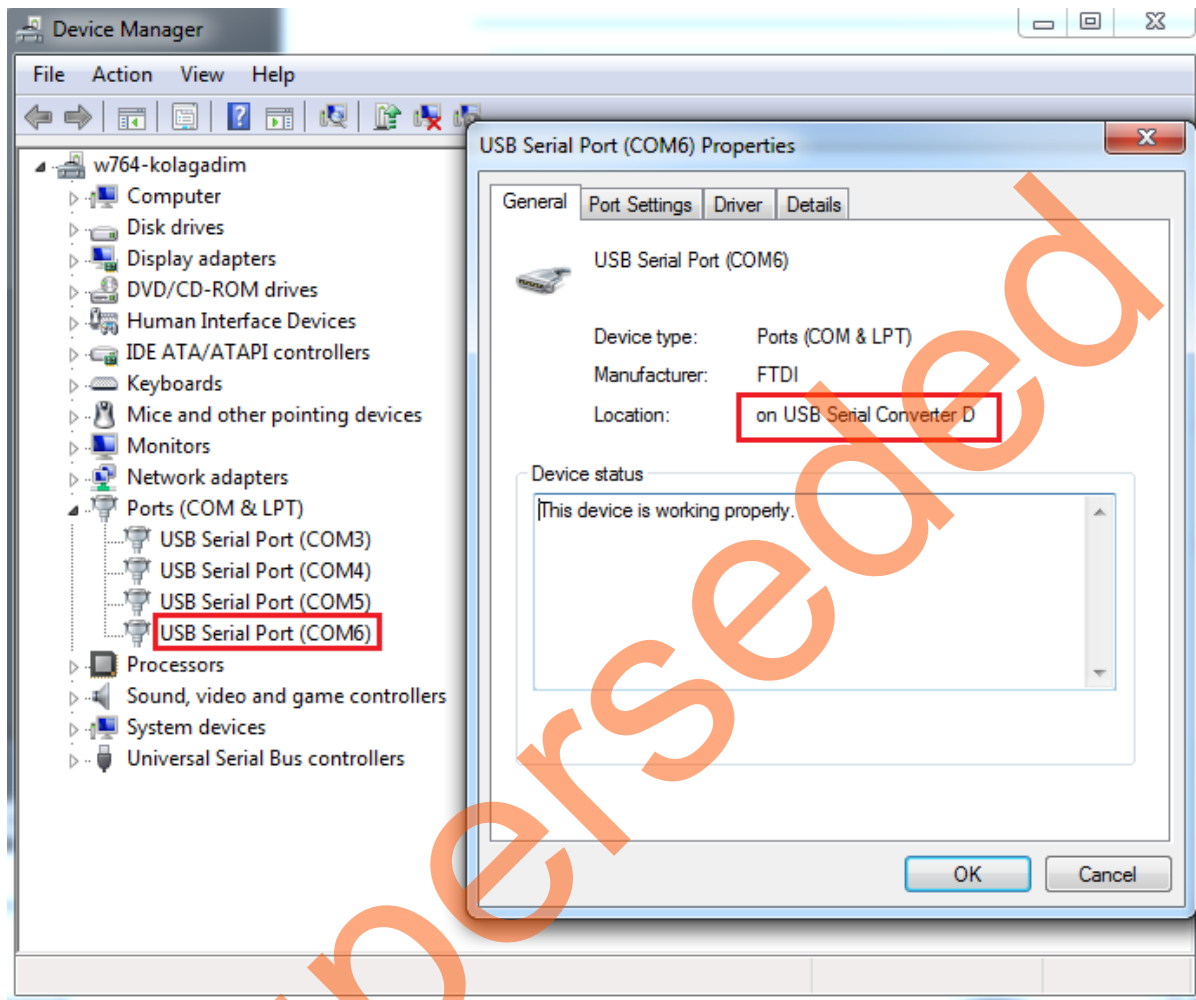 Device Manager
File Action View Help
w764-kolagadim
Computer
Disk drives
Display adapters
DVD/CD-ROM drives
Human Interface Devices
IDE ATA/ATAPI controllers
Keyboards
Mice and other pointing devices
Monitors
Network adapters
Ports (COM & LPT)
USB Serial Port (COM3)
USB Serial Port (COM4)
USB Serial Port (COM5)
USB Serial Port (COM6)
Processors
Sound, video and game controllers
System devices
Universal Serial Bus controllers
USB Serial Port (COM6) Properties
General Port Settings Driver Details
USB Serial Port (COM6)
Device type: Ports (COM & LPT)
Manufacturer: FTDI
Location: on USB Serial Converter D
Device status
This device is working properly.
OK Cancel
perseded